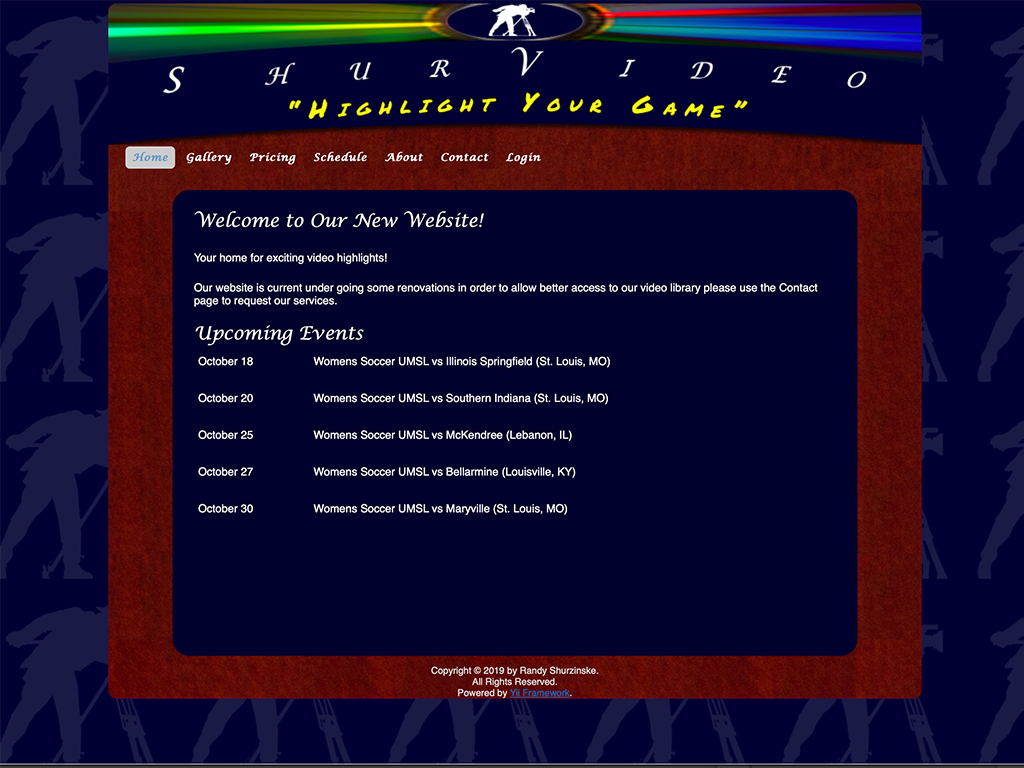 ShurVideo
"Highlight Your Game"
Home Gallery Pricing Schedule About Contact Login
Welcome to Our New Website!
Your home for exciting video highlights!
Our website is current under going some renovations in order to allow better access to our video library please use the Contact
page to request our services.
Upcoming Events
October 18 Womens Soccer UMSL vs Illinois Springfield (St. Louis, MO)
October 20 Womens Soccer UMSL vs Southern Indiana (St. Louis, MO)
October 25 Womens Soccer UMSL vs McKendree (Lebanon, IL)
October 27 Womens Soccer UMSL vs Bellarmine (Louisville, KY)
October 30 Womens Soccer UMSL vs Maryville (St. Louis, MO)
Copyright © 2019 by Randy Shurzinske.
All Rights Reserved.
Powered by Yii Framework.